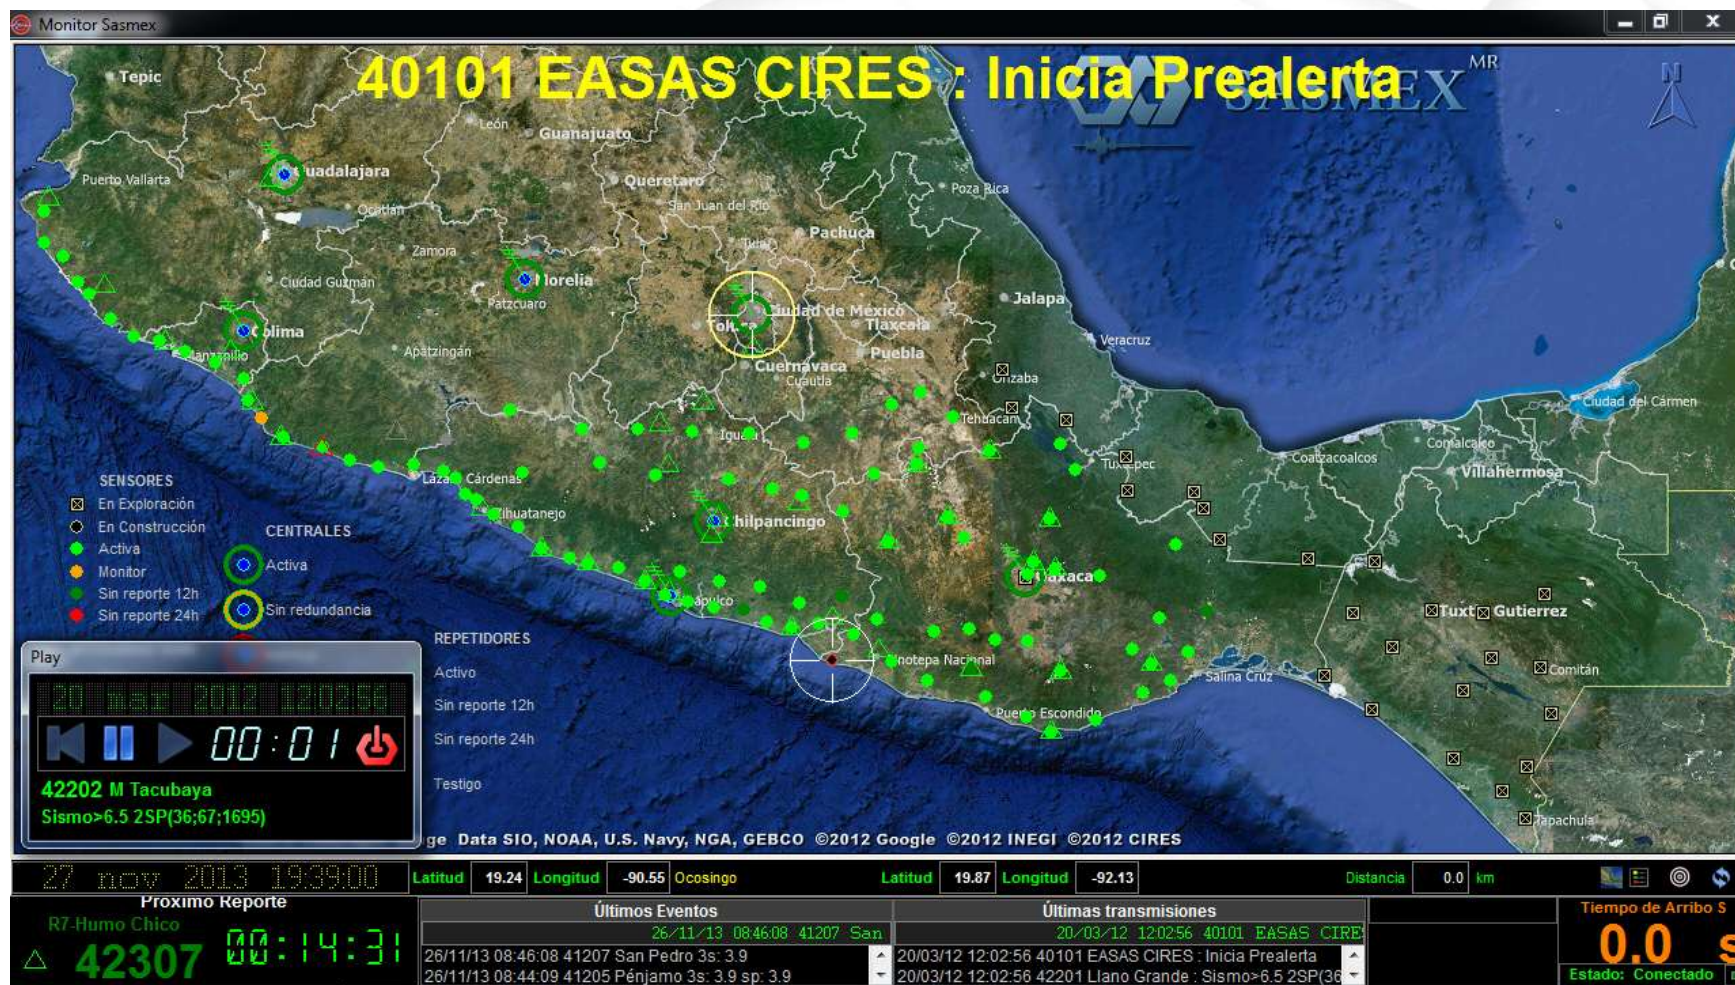 Monitor Sasmex
40101 EASAS CIRES : Inicia Prealerta
SASMEX MR
N
Tepic
León
Guanajuato
Guadalajara
Puerto Vallarta
Queretaro
Poza Rica
San Juan del Río
Ocotlán
Pachuca
Zamora
Tula
Ciudad Guzmán
Morelia
Patzcuaro
Jalapa
Ciudad de México
Toluca
Tlaxcala
Colima
Veracruz
Manzanillo
Apatzingán
Puebla
Cuernavaca
Cuautla
Orizaba
Ciudad del Cármen
Tehuacan
Iguala
Comalcalco
Coatzacoalcos
Tuxtepec
Villahermosa
Lázaro Cárdenas
Zihuatanejo
Chilpancingo
Oaxaca
Acapulco
Tuxtla Gutierrez
Pinotepa Nacional
Comitán
Salina Cruz
Puerto Escondido
Tapachula
SENSORES
En Exploración
En Construcción
Activa
Monitor
Sin reporte 12h
Sin reporte 24h
CENTRALES
Activa
Sin redundancia
REPETIDORES
Activo
Sin reporte 12h
Sin reporte 24h
Testigo
Play
20 mar 2012 12:02:56
00:01
42202 M Tacubaya
Sismo>6.5 2SP(36;67;1695)
ge Data SIO, NOAA, U.S. Navy, NGA, GEBCO ©2012 Google ©2012 INEGI ©2012 CIRES
27 nov 2013 19:39:00
Latitud 19.24 Longitud -90.55 Ocosingo
Latitud 19.87 Longitud -92.13
Distancia 0.0 km
Próximo Reporte
R7-Humo Chico
42307
00:14:31
Últimos Eventos
26/11/13 08:46:08 41207 San
26/11/13 08:46:08 41207 San Pedro 3s: 3.9
26/11/13 08:44:09 41205 Pénjamo 3s: 3.9 sp: 3.9
Últimas transmisiones
20/03/12 12:02:56 40101 EASAS CIRE
20/03/12 12:02:56 40101 EASAS CIRES : Inicia Prealerta
20/03/12 12:02:56 42201 Llano Grande : Sismo>6.5 2SP(36
Tiempo de Arribo S
0.0 s
Estado: Conectado